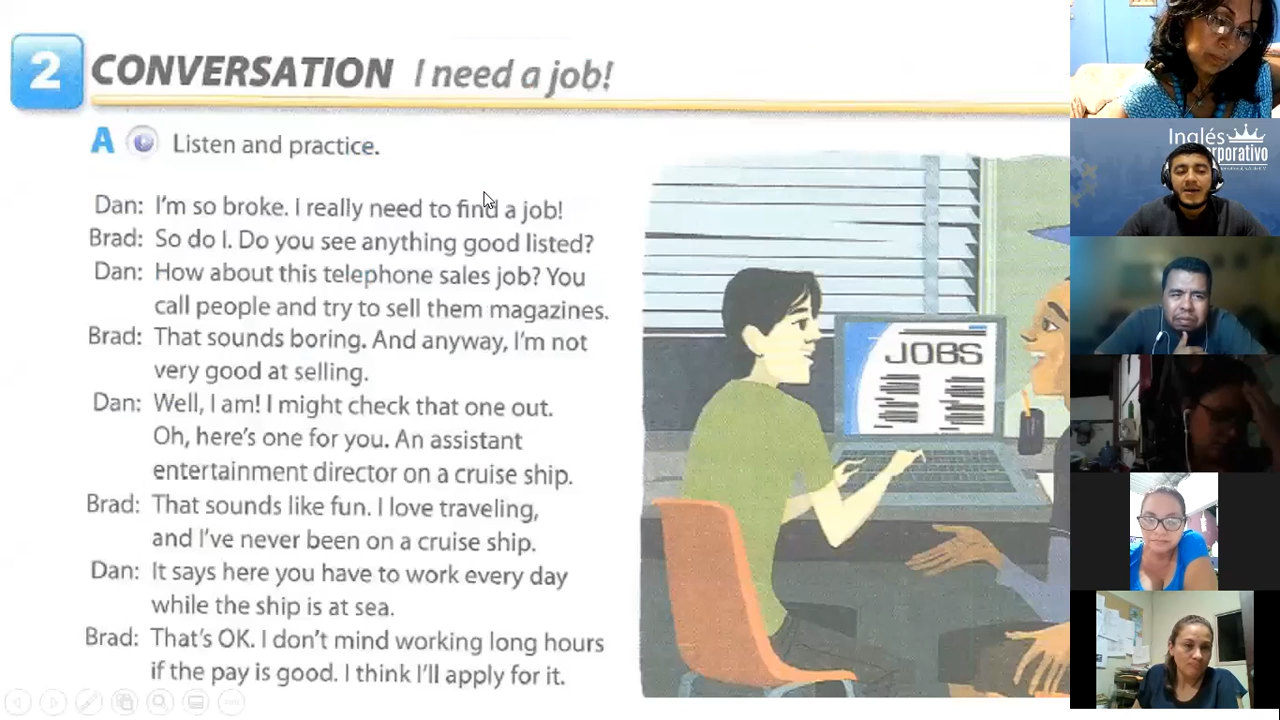 2 CONVERSATION I need a job!
A Listen and practice.
Dan: I'm so broke. I really need to find a job!
Brad: So do I. Do you see anything good listed?
Dan: How about this telephone sales job? You
call people and try to sell them magazines.
Brad: That sounds boring. And anyway, I'm not
very good at selling.
Dan: Well, I am! I might check that one out.
Oh, here's one for you. An assistant
entertainment director on a cruise ship.
Brad: That sounds like fun. I love traveling,
and I've never been on a cruise ship.
Dan: It says here you have to work every day
while the ship is at sea.
Brad: That's OK. I don't mind working long hours
if the pay is good. I think I'll apply for it.
JOBS
Inglés